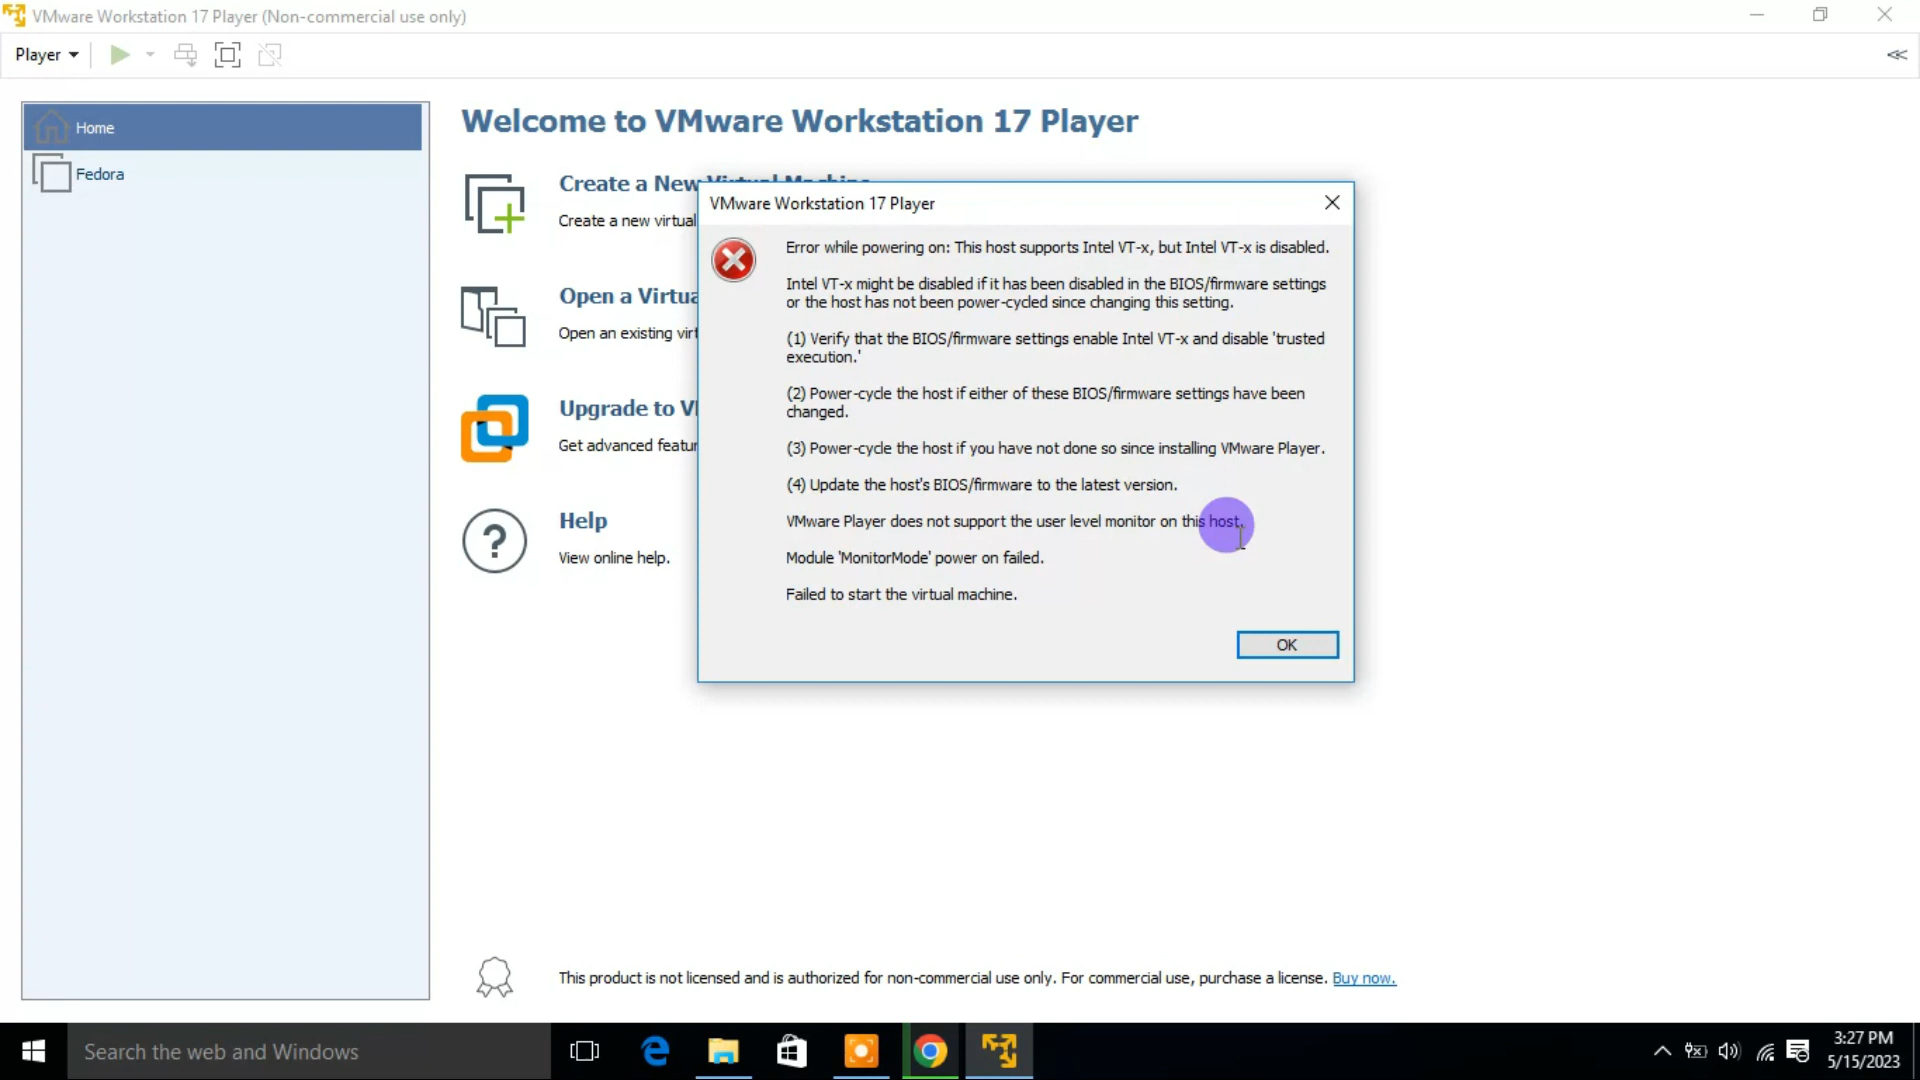 VMware Workstation 17 Player (Non-commercial use only)
Player
Home
Fedora
Welcome to VMware Workstation 17 Player
Create a New Virtual Machine
Create a new virtual
Open a Virtua
Open an existing virt
Upgrade to VM
Get advanced featur
Help
View online help.
VMware Workstation 17 Player
Error while powering on: This host supports Intel VT-x, but Intel VT-x is disabled.
Intel VT-x might be disabled if it has been disabled in the BIOS/firmware settings
or the host has not been power-cycled since changing this setting.
(1) Verify that the BIOS/firmware settings enable Intel VT-x and disable 'trusted
execution.'
(2) Power-cycle the host if either of these BIOS/firmware settings have been
changed.
(3) Power-cycle the host if you have not done so since installing VMware Player.
(4) Update the host's BIOS/firmware to the latest version.
VMware Player does not support the user level monitor on this host.
Module 'MonitorMode' power on failed.
Failed to start the virtual machine.
OK
This product is not licensed and is authorized for non-commercial use only. For commercial use, purchase a license. Buy now.
Search the web and Windows
3:27 PM
5/15/2023